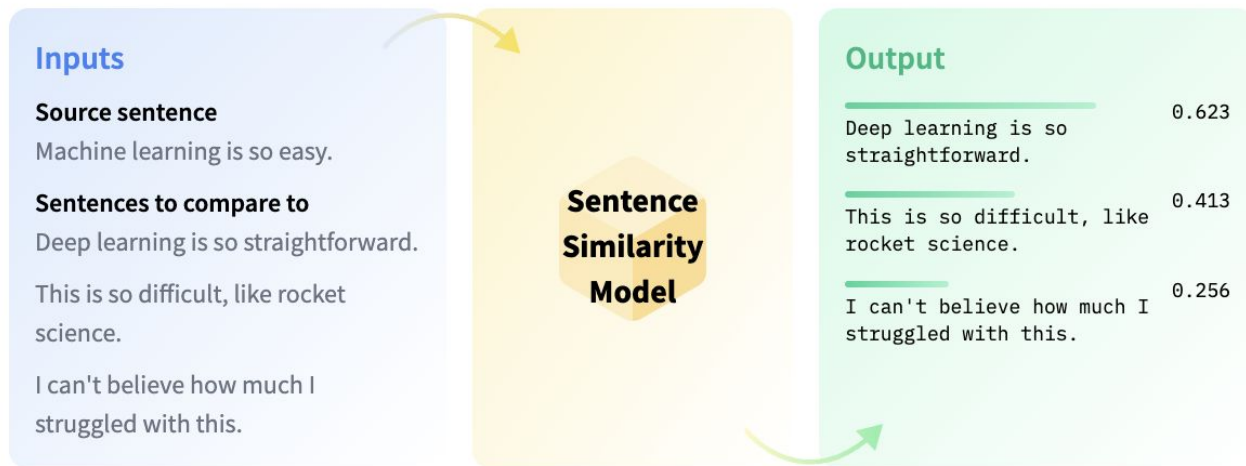 Inputs
Source sentence
Machine learning is so easy.
Sentences to compare to
Deep learning is so straightforward.
This is so difficult, like rocket
science.
I can't believe how much I
struggled with this.
Sentence
Similarity
Model
Output
Deep learning is so
straightforward.
0.623
This is so difficult, like
rocket science.
0.413
I can't believe how much I
struggled with this.
0.256